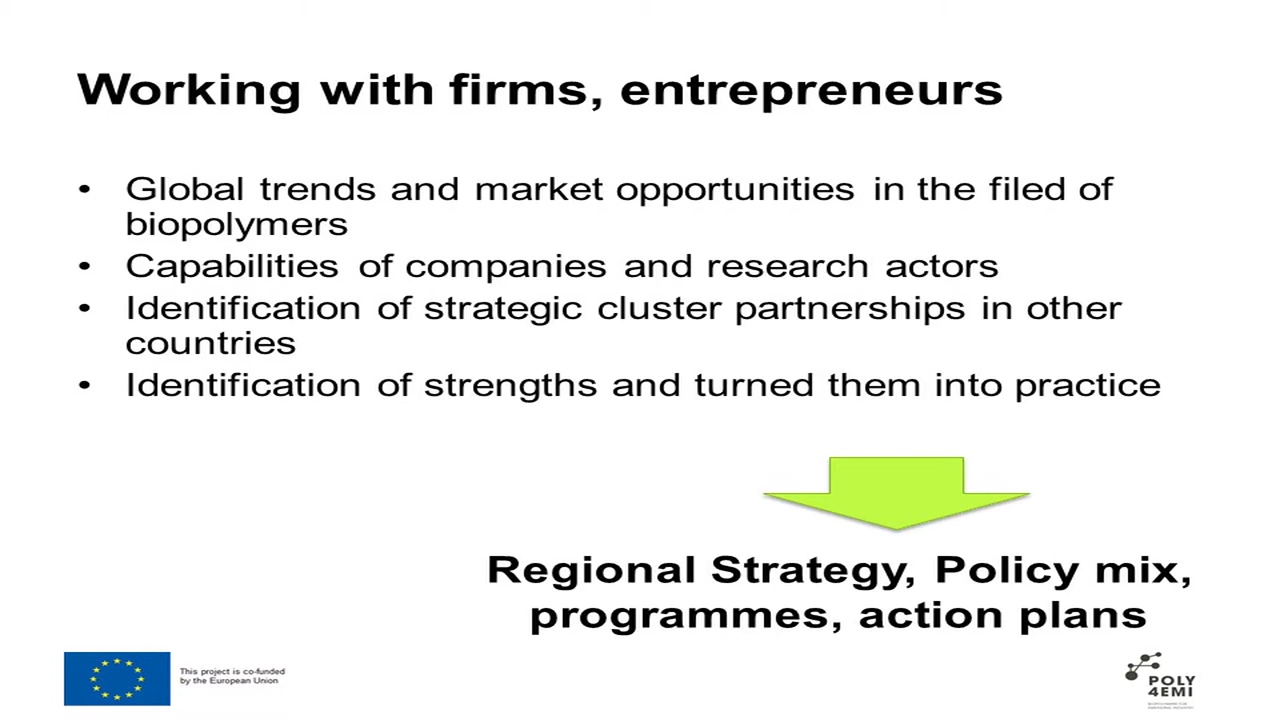 Working with firms, entrepreneurs
• Global trends and market opportunities in the filed of
biopolymers
• Capabilities of companies and research actors
• Identification of strategic cluster partnerships in other
countries
• Identification of strengths and turned them into practice
Regional Strategy, Policy mix,
programmes, action plans
This project is co-funded
by the European Union
POLY
4EMI